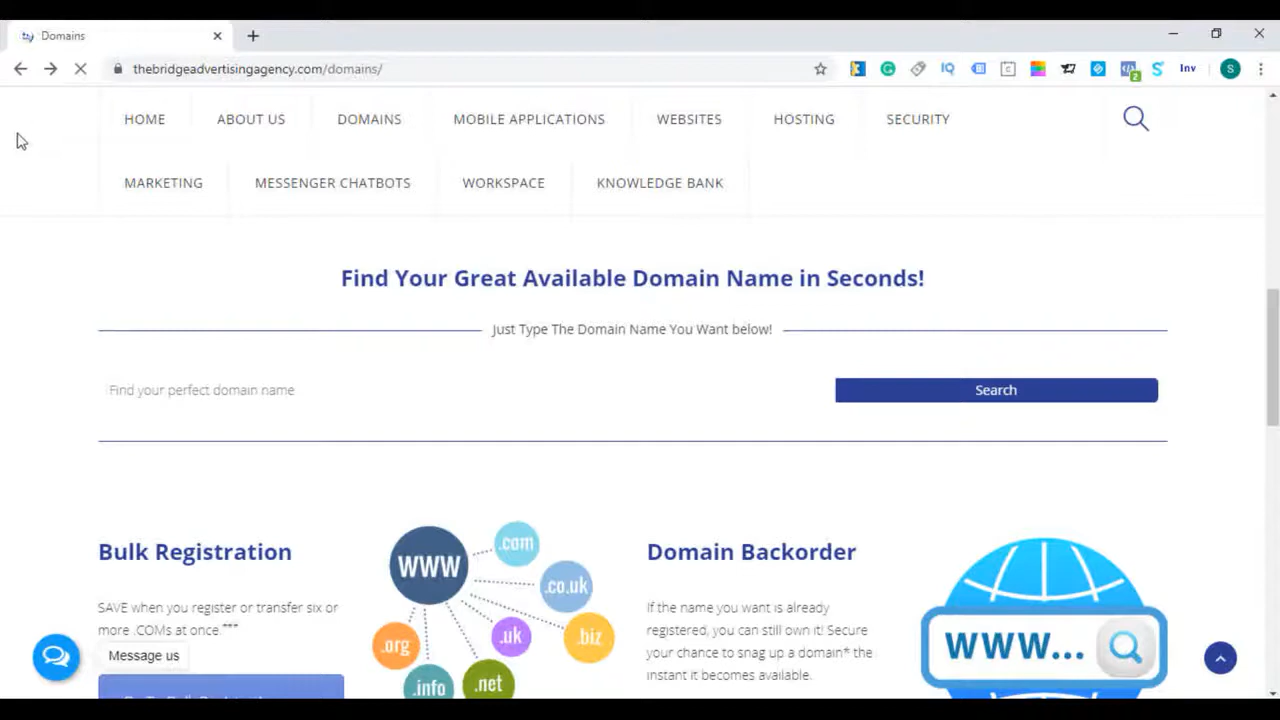 Domains
thebridgeadvertisingagency.com/domains/
IQ
2
Inv
S
HOME ABOUT US DOMAINS MOBILE APPLICATIONS WEBSITES HOSTING SECURITY
MARKETING MESSENGER CHATBOTS WORKSPACE KNOWLEDGE BANK
Find Your Great Available Domain Name in Seconds!
Just Type The Domain Name You Want below!
Find your perfect domain name
Search
Bulk Registration
SAVE when you register or transfer six or
more .COMs at once.***
Message us
www
.com
.co.uk
.biz
.uk
.org
.net
.info
Domain Backorder
If the name you want is already
registered, you can still own it! Secure
your chance to snag up a domain* the
instant it becomes available.
www...